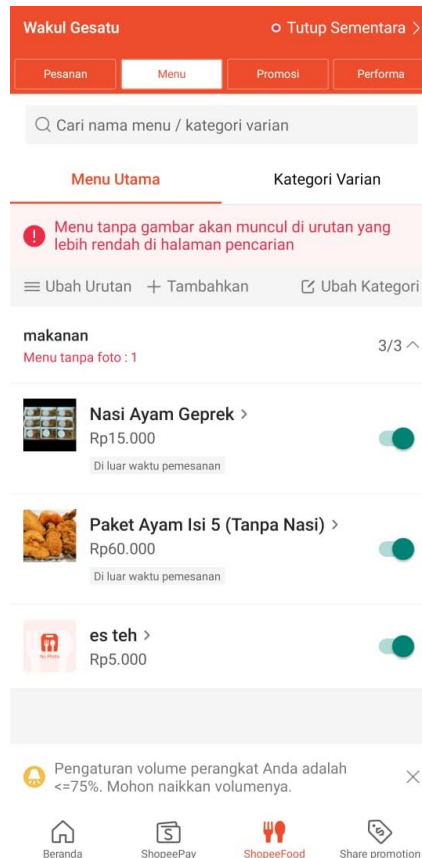 Wakul Gesatu
Tutup Sementara >
Pesanan
Menu
Promosi
Performa
Cari nama menu / kategori varian
Menu Utama
Kategori Varian
Menu tanpa gambar akan muncul di urutan yang
lebih rendah di halaman pencarian
Ubah Urutan
+ Tambahkan
Ubah Kategori
makanan
3/3
Menu tanpa foto : 1
Nasi Ayam Geprek >
Rp15.000
Di luar waktu pemesanan
Paket Ayam Isi 5 (Tanpa Nasi) >
Rp60.000
Di luar waktu pemesanan
es teh >
Rp5.000
No Photo
Pengaturan volume perangkat Anda adalah
<=75%. Mohon naikkan volumenya.
Beranda
ShopeePay
ShopeeFood
Share promotion